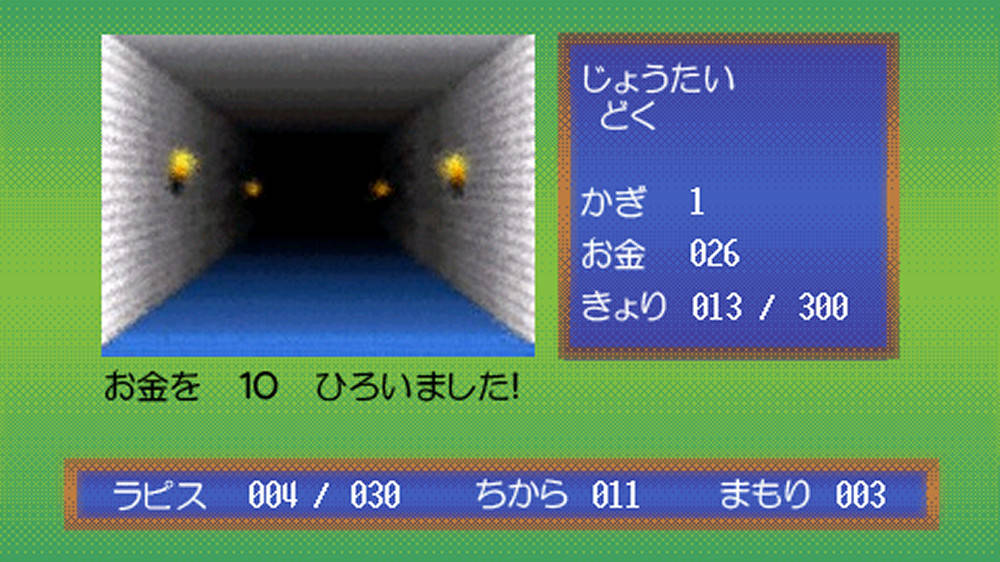 じょうたい
どく
かぎ 1
お金 026
きょり 013 / 300
お金を 10 ひろいました!
ラピス 004 / 030 ちから 011 まもり 003